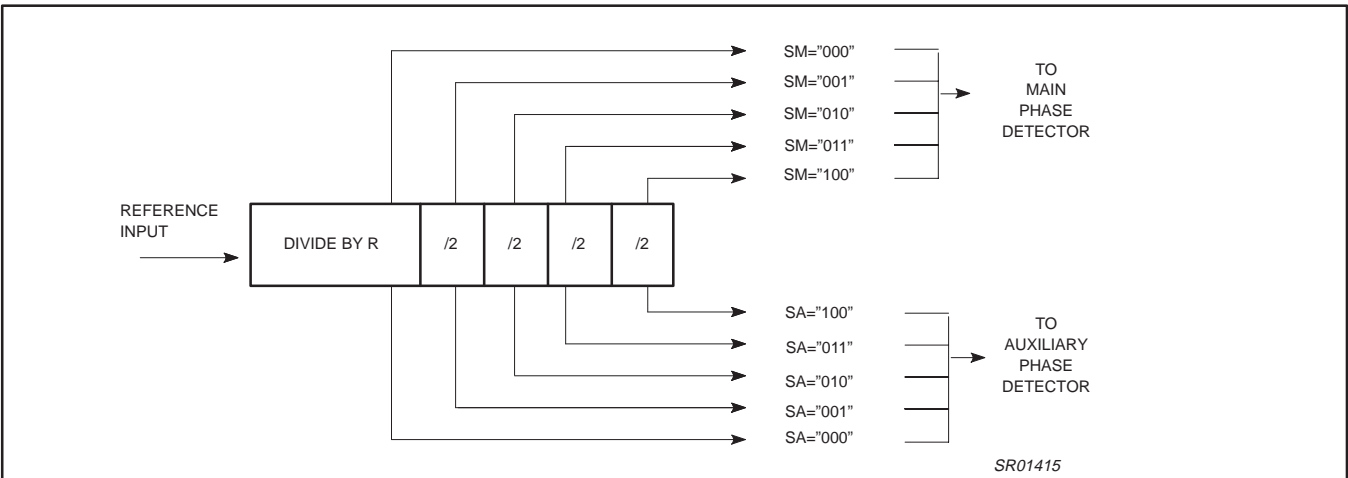 SM=”000”
SM=”001”
SM=”010”
SM=”011”
SM=”100”
TO
MAIN
PHASE
DETECTOR
REFERENCE
INPUT
DIVIDE BY R
/2
/2
/2
/2
SA=”100”
SA=”011”
SA=”010”
SA=”001”
SA=”000”
TO
AUXILIARY
PHASE
DETECTOR
SR01415